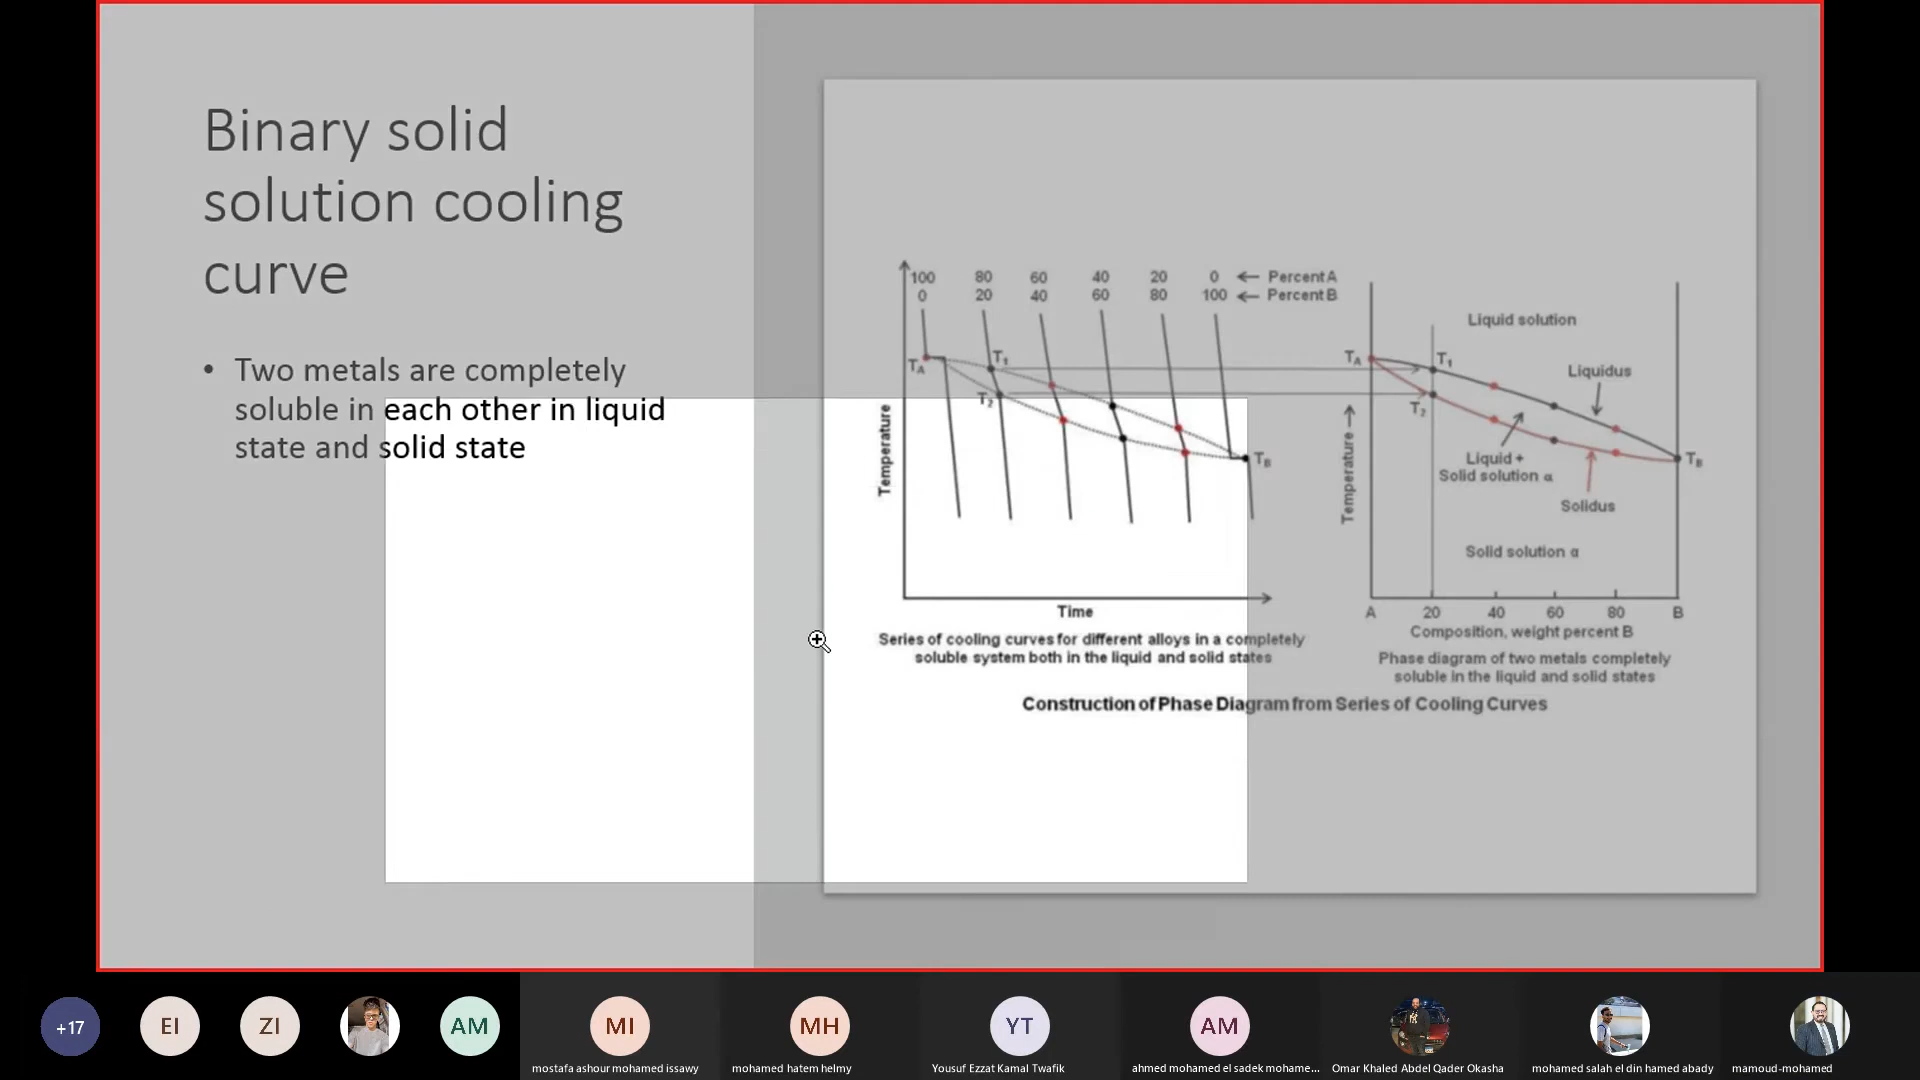 Binary solid
solution cooling
curve
• Two metals are completely
soluble in each other in liquid
state and solid state
100 80 60 40 20 0 ← Percent A
0 20 40 60 80 100 ← Percent B
TA
T1
T2
TB
Temperature
Time
Series of cooling curves for different alloys in a completely
soluble system both in the liquid and solid states
Liquid solution
TA
T1
Liquidus
T2
TB
Liquid +
Solid solution α
Solidus
Solid solution α
Temperature →
A 20 40 60 80 B
Composition, weight percent B
Phase diagram of two metals completely
soluble in the liquid and solid states
Construction of Phase Diagram from Series of Cooling Curves
+17
EI
ZI
AM
MI
MH
YT
AM
mostafa ashour mohamed issawy
mohamed hatem helmy
Yousuf Ezzat Kamal Twafik
ahmed mohamed el sadek mohame...
Omar Khaled Abdel Qader Okasha
mohamed salah el din hamed abady
mamoud-mohamed